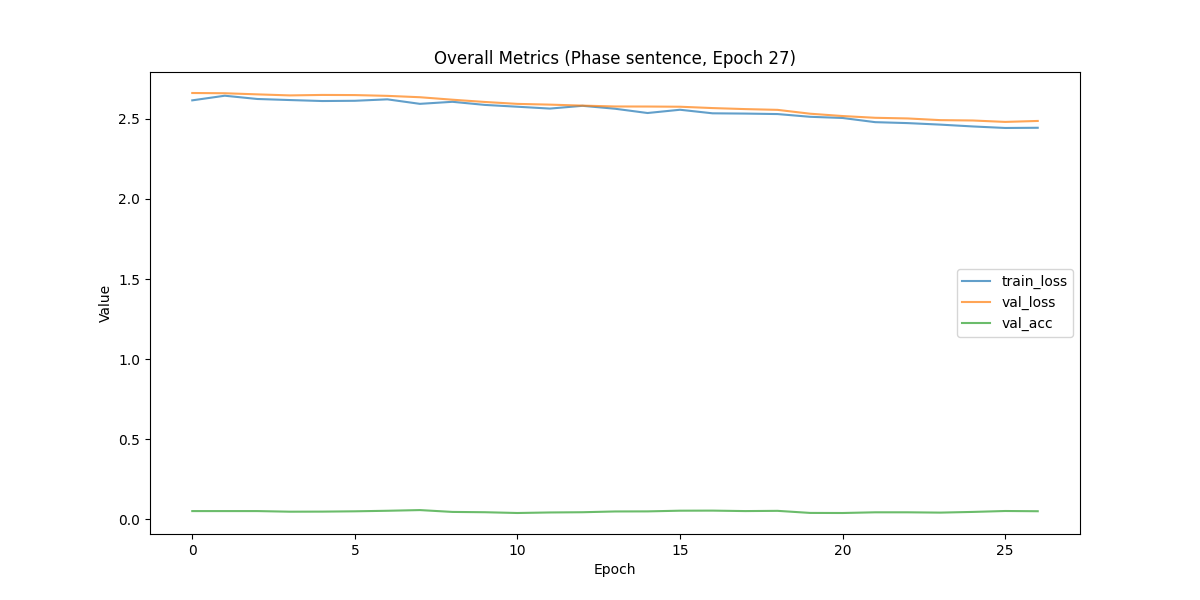 Overall Metrics (Phase sentence, Epoch 27)
2.5
2.0
1.5
1.0
0.5
0.0
Value
train_loss
val_loss
val_acc
0 5 10 15 20 25
Epoch